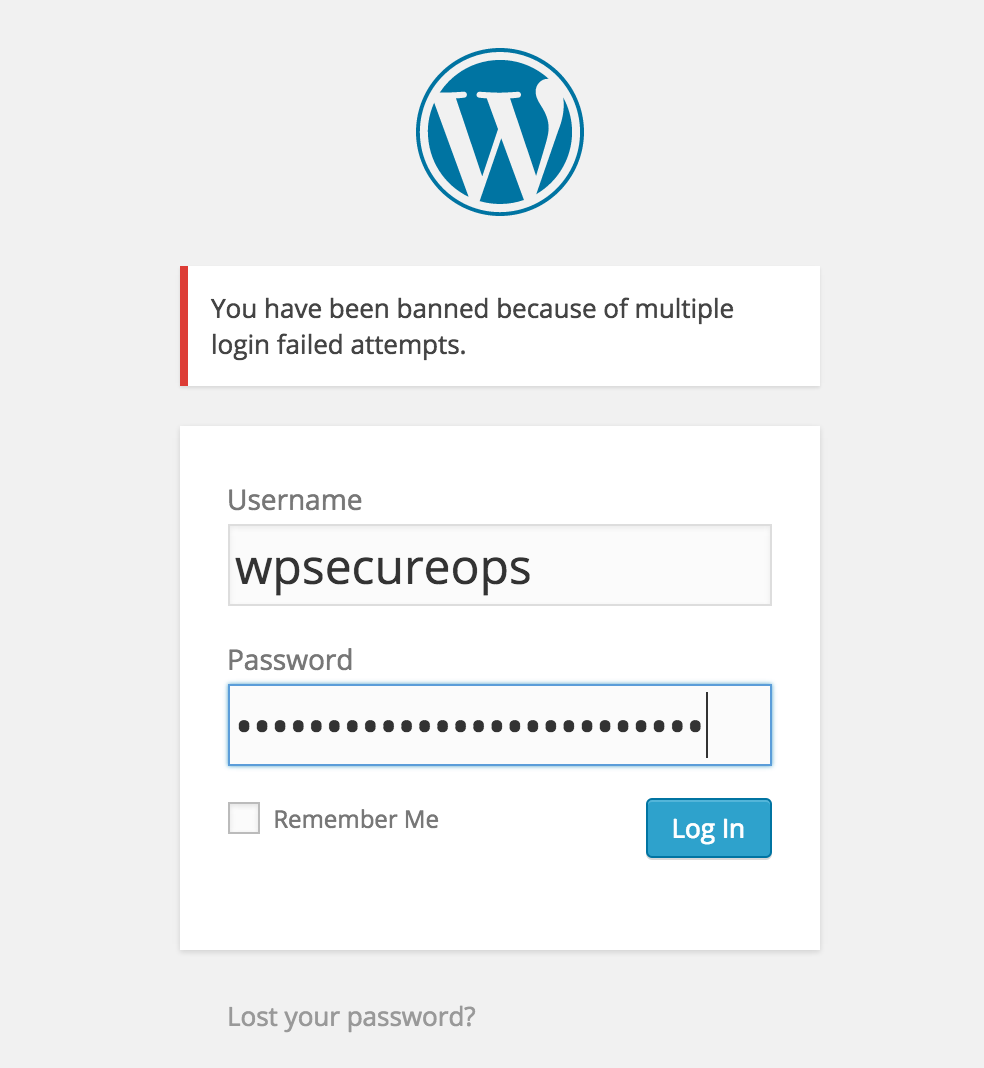 You have been banned because of multiple
login failed attempts.
Username
wpsecureops
Password
Remember Me
Log In
Lost your password?